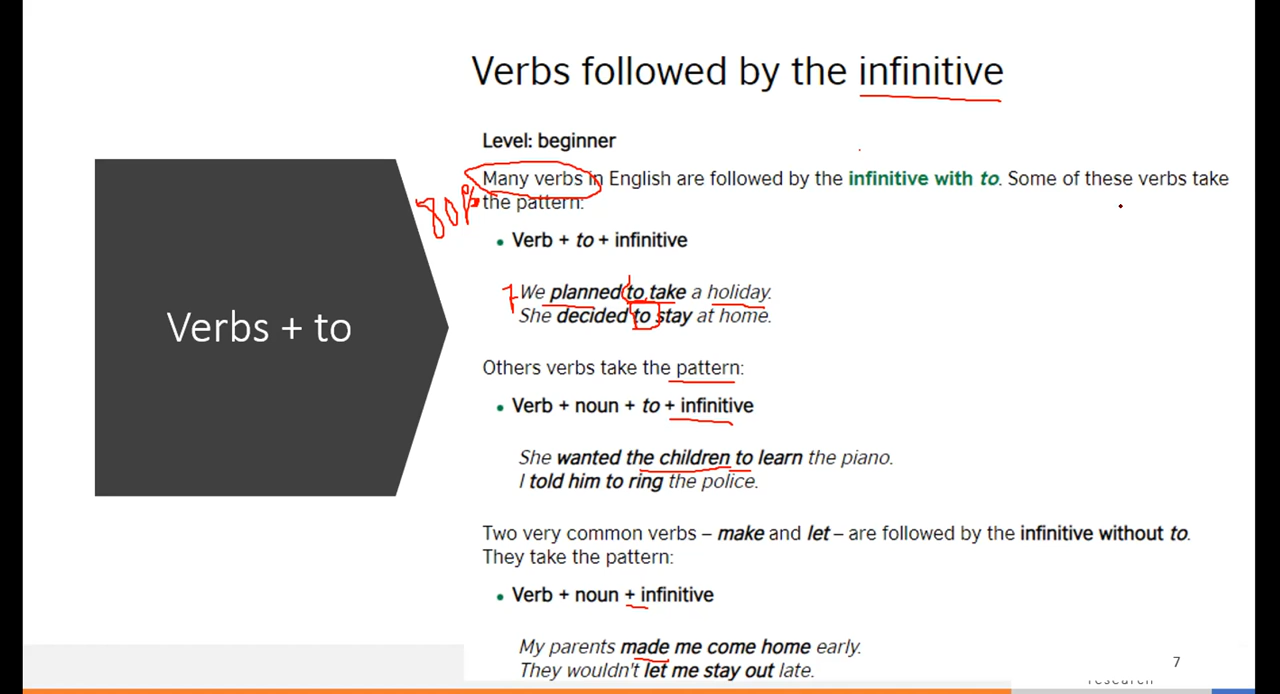 Verbs followed by the infinitive
Level: beginner
Many verbs in English are followed by the infinitive with to. Some of these verbs take
80%
the pattern:
• Verb + to + infinitive
We planned to take a holiday.
She decided to stay at home.
Verbs + to
Others verbs take the pattern:
• Verb + noun + to + infinitive
She wanted the children to learn the piano.
I told him to ring the police.
Two very common verbs – make and let – are followed by the infinitive without to.
They take the pattern:
• Verb + noun + infinitive
My parents made me come home early.
They wouldn't let me stay out late.
7
research